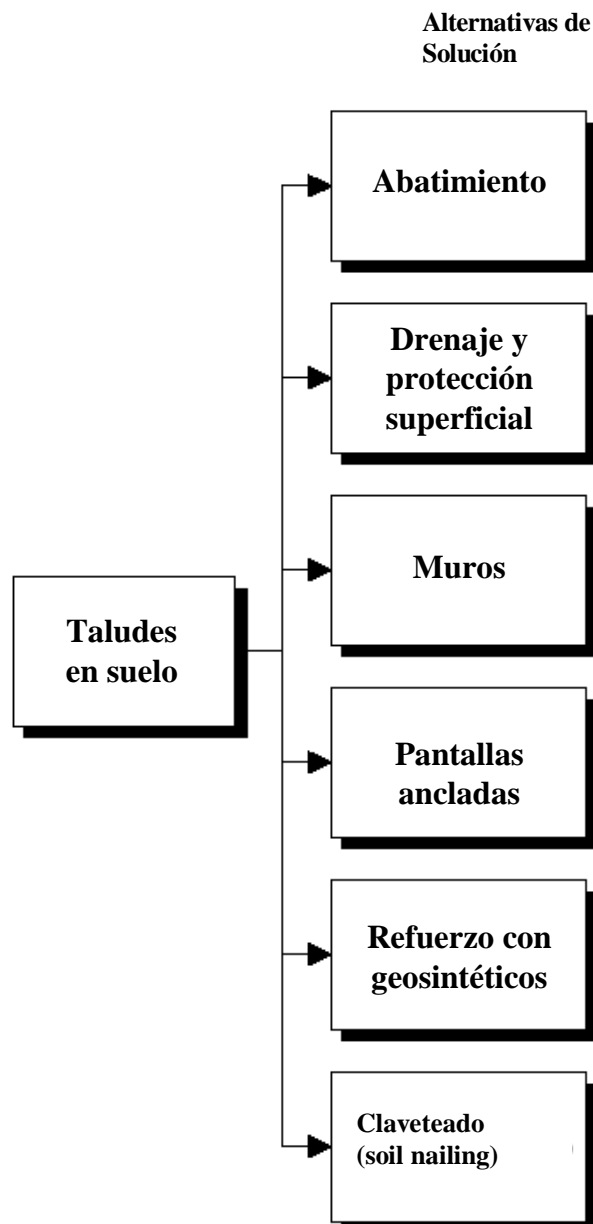 Alternativas de
Solución
Abatimiento
Drenaje y
protección
superficial
Muros
Taludes
en suelo
Pantallas
ancladas
Refuerzo con
geosintéticos
Claveteado
(soil nailing)